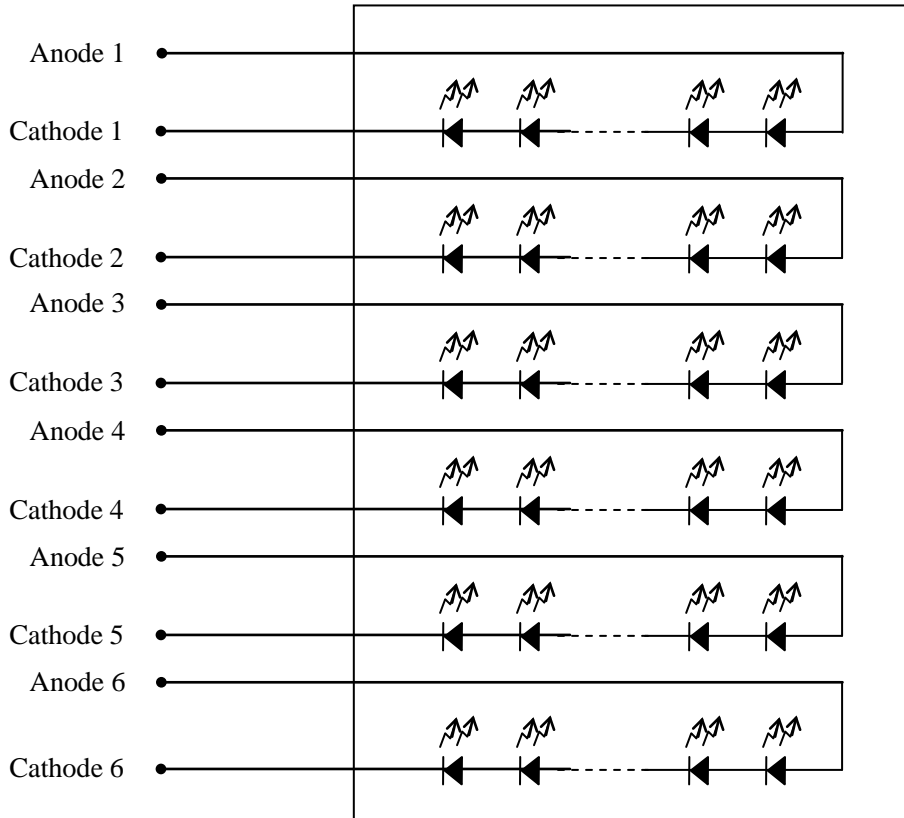 Anode 1
Cathode 1
Anode 2
Cathode 2
Anode 3
Cathode 3
Anode 4
Cathode 4
Anode 5
Cathode 5
Anode 6
Cathode 6